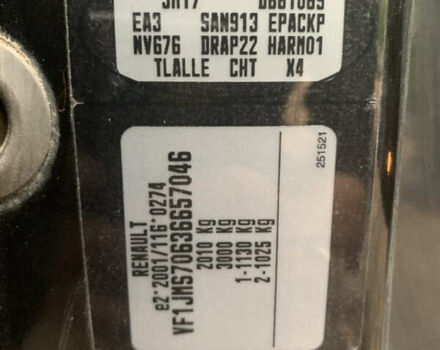 EA3 SAN913 EPACKP
NV676 DRAP22 HARM01
TLALLE CHT X4
RENAULT
e2*2001/116*0274
VF1JM570636657046
2010 Kg
3000 Kg
1-1130 Kg
2-1025 Kg
251521